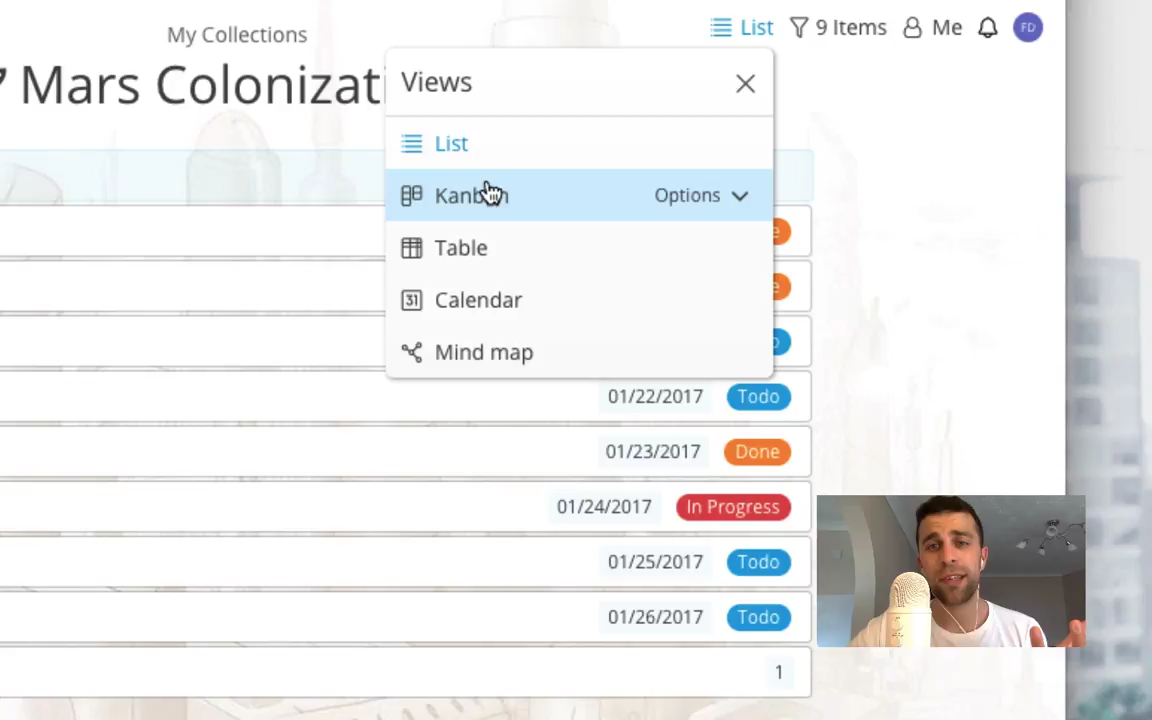 My Collections
List
9 Items
Me
FD
Mars Colonizati
Views
List
Kanban
Options
Table
31
Calendar
Mind map
01/22/2017
Todo
01/23/2017
Done
01/24/2017
In Progress
01/25/2017
Todo
01/26/2017
Todo
1